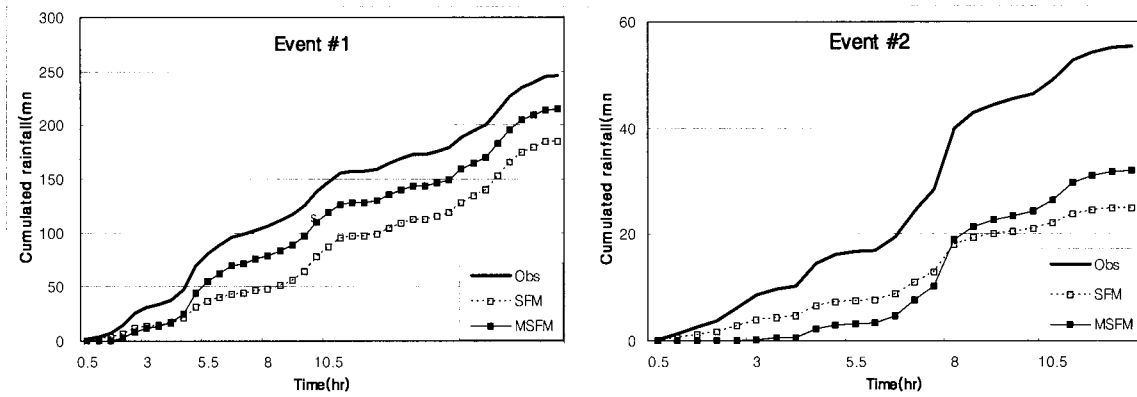 Event #1
300
250
200
150
100
50
0
Cumulated rainfall(mn
0.5 3 5.5 8 10.5
Time(hr)
Obs
SFM
MSFM
Event #2
60
40
20
0
Cumulated rainfall(mn
0.5 3 5.5 8 10.5
Time(hr)
Obs
SFM
MSFM